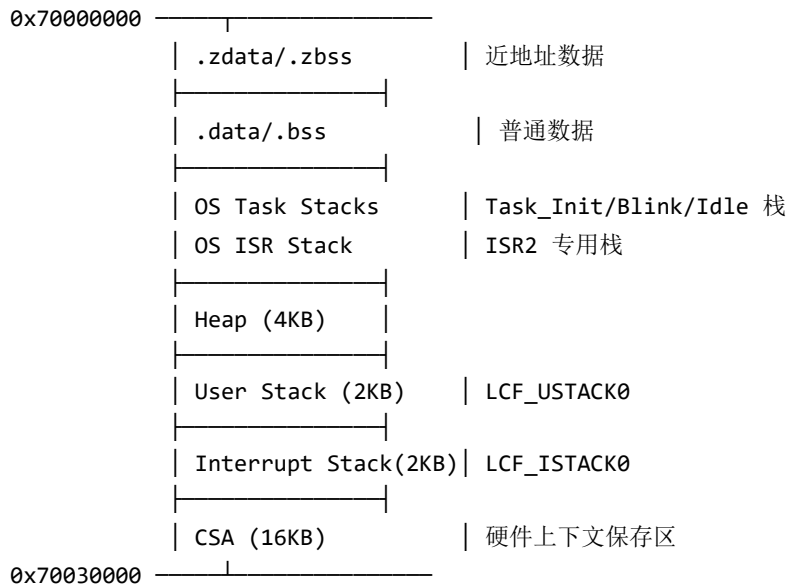 0x70000000
.zdata/.zbss 近地址数据
.data/.bss 普通数据
OS Task Stacks Task_Init/Blink/Idle 栈
OS ISR Stack ISR2 专用栈
Heap (4KB)
User Stack (2KB) LCF_USTACK0
Interrupt Stack(2KB) LCF_ISTACK0
CSA (16KB) 硬件上下文保存区
0x70030000